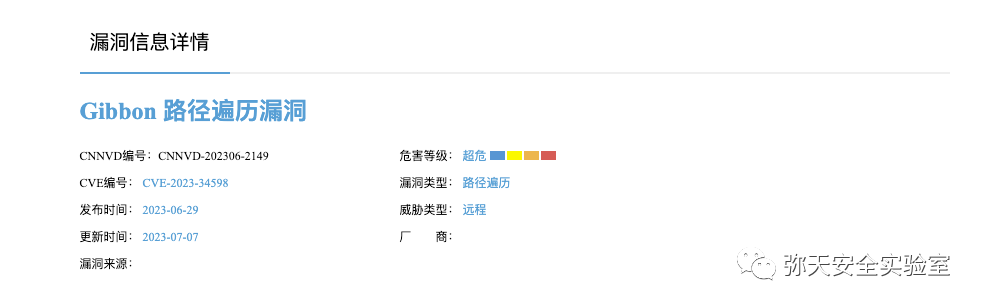 漏洞信息详情
Gibbon 路径遍历漏洞
CNNVD编号：CNNVD-202306-2149
危害等级：超危
CVE编号：CVE-2023-34598
漏洞类型：路径遍历
发布时间：2023-06-29
威胁类型：远程
更新时间：2023-07-07
厂 商：
漏洞来源：
弥天安全实验室